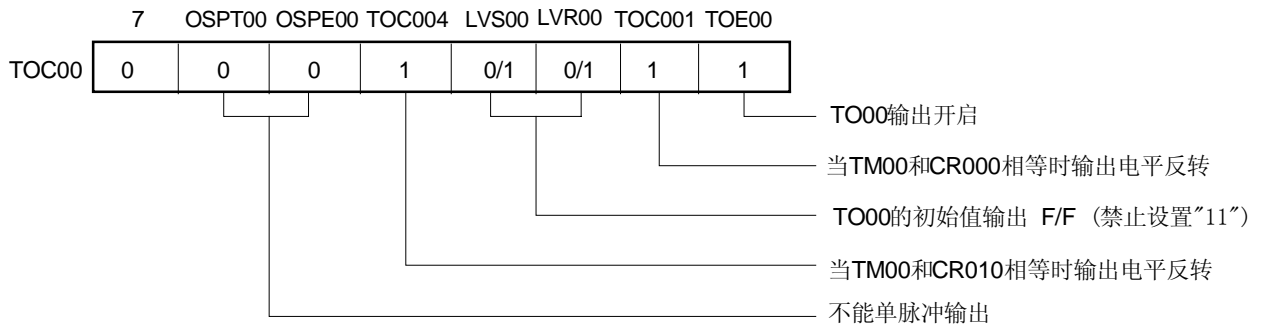 7 OSPT00 OSPE00 TOC004 LVS00 LVR00 TOC001 TOE00
TOC00 0 0 0 1 0/1 0/1 1 1
TO00输出开启
当TM00和CR000相等时输出电平反转
TO00的初始值输出 F/F (禁止设置"11")
当TM00和CR010相等时输出电平反转
不能单脉冲输出